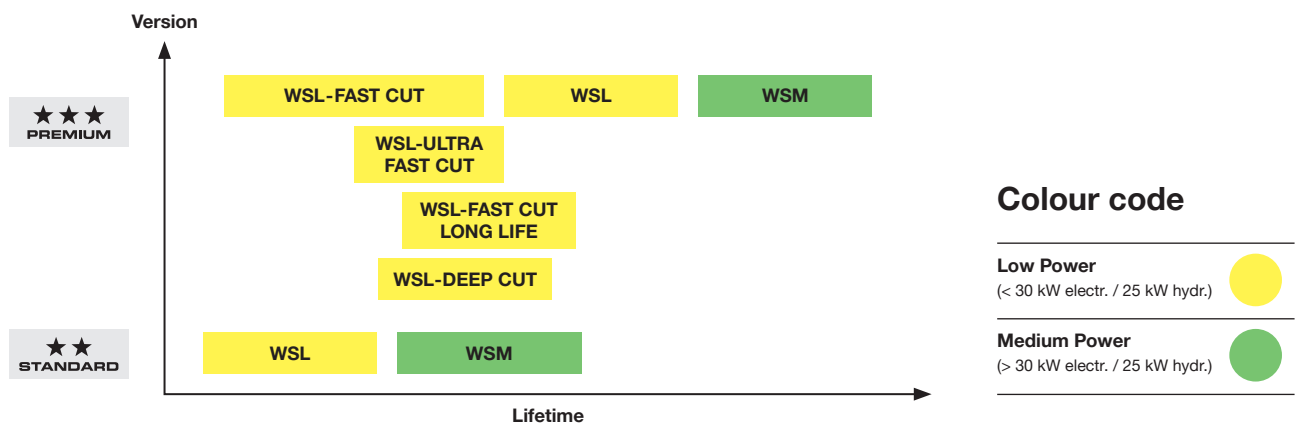 Version
WSL-FAST CUT
WSL
WSM
★★★
PREMIUM
WSL-ULTRA
FAST CUT
WSL-FAST CUT
LONG LIFE
WSL-DEEP CUT
★★
STANDARD
WSL
WSM
Lifetime
Colour code
Low Power
(< 30 kW electr. / 25 kW hydr.)
Medium Power
(> 30 kW electr. / 25 kW hydr.)